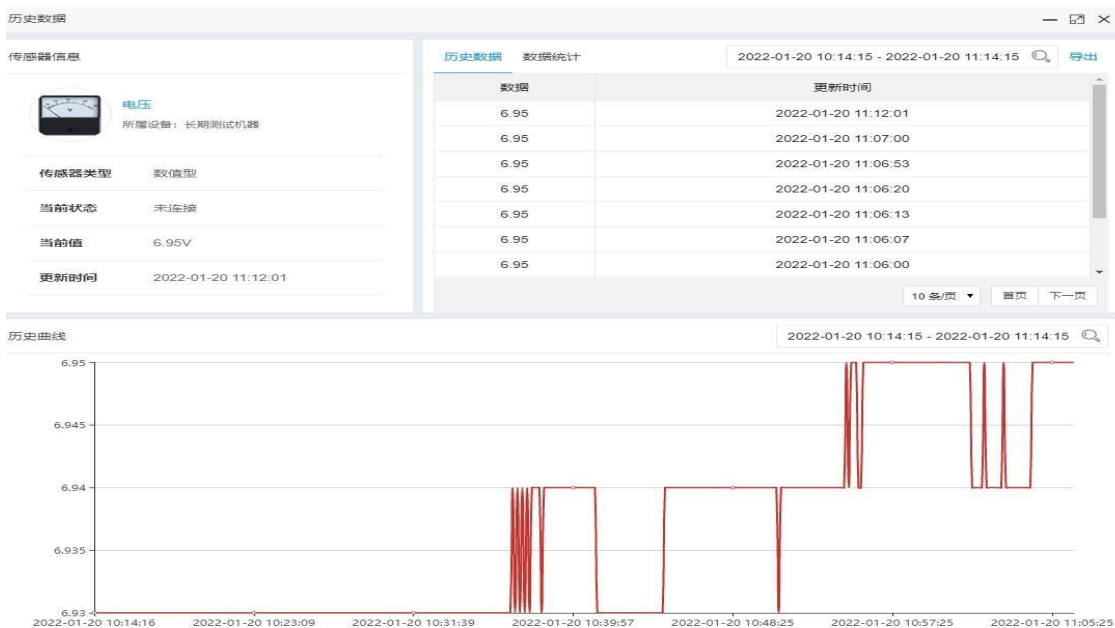 历史数据
传感器信息
电压
所属设备：长期测试机器
传感器类型 数值型
当前状态 未连接
当前值 6.95V
更新时间 2022-01-20 11:12:01
历史数据 数据统计 2022-01-20 10:14:15 - 2022-01-20 11:14:15 导出
数据 更新时间
6.95 2022-01-20 11:12:01
6.95 2022-01-20 11:07:00
6.95 2022-01-20 11:06:53
6.95 2022-01-20 11:06:20
6.95 2022-01-20 11:06:13
6.95 2022-01-20 11:06:07
6.95 2022-01-20 11:06:00
10 条/页 首页 下一页
历史曲线 2022-01-20 10:14:15 - 2022-01-20 11:14:15
6.95
6.945
6.94
6.935
6.93
2022-01-20 10:14:16 2022-01-20 10:23:09 2022-01-20 10:31:39 2022-01-20 10:39:57 2022-01-20 10:48:25 2022-01-20 10:57:25 2022-01-20 11:05:25